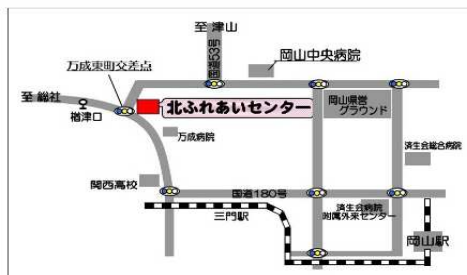 至 津山
国道53号
岡山中央病院
万成東町交差点
至 総社
楢津口
北ふれあいセンター
岡山県営
グラウンド
万成病院
済生会総合病院
関西高校
国道180号
済生会病院
附属外来センター
三門駅
岡山駅